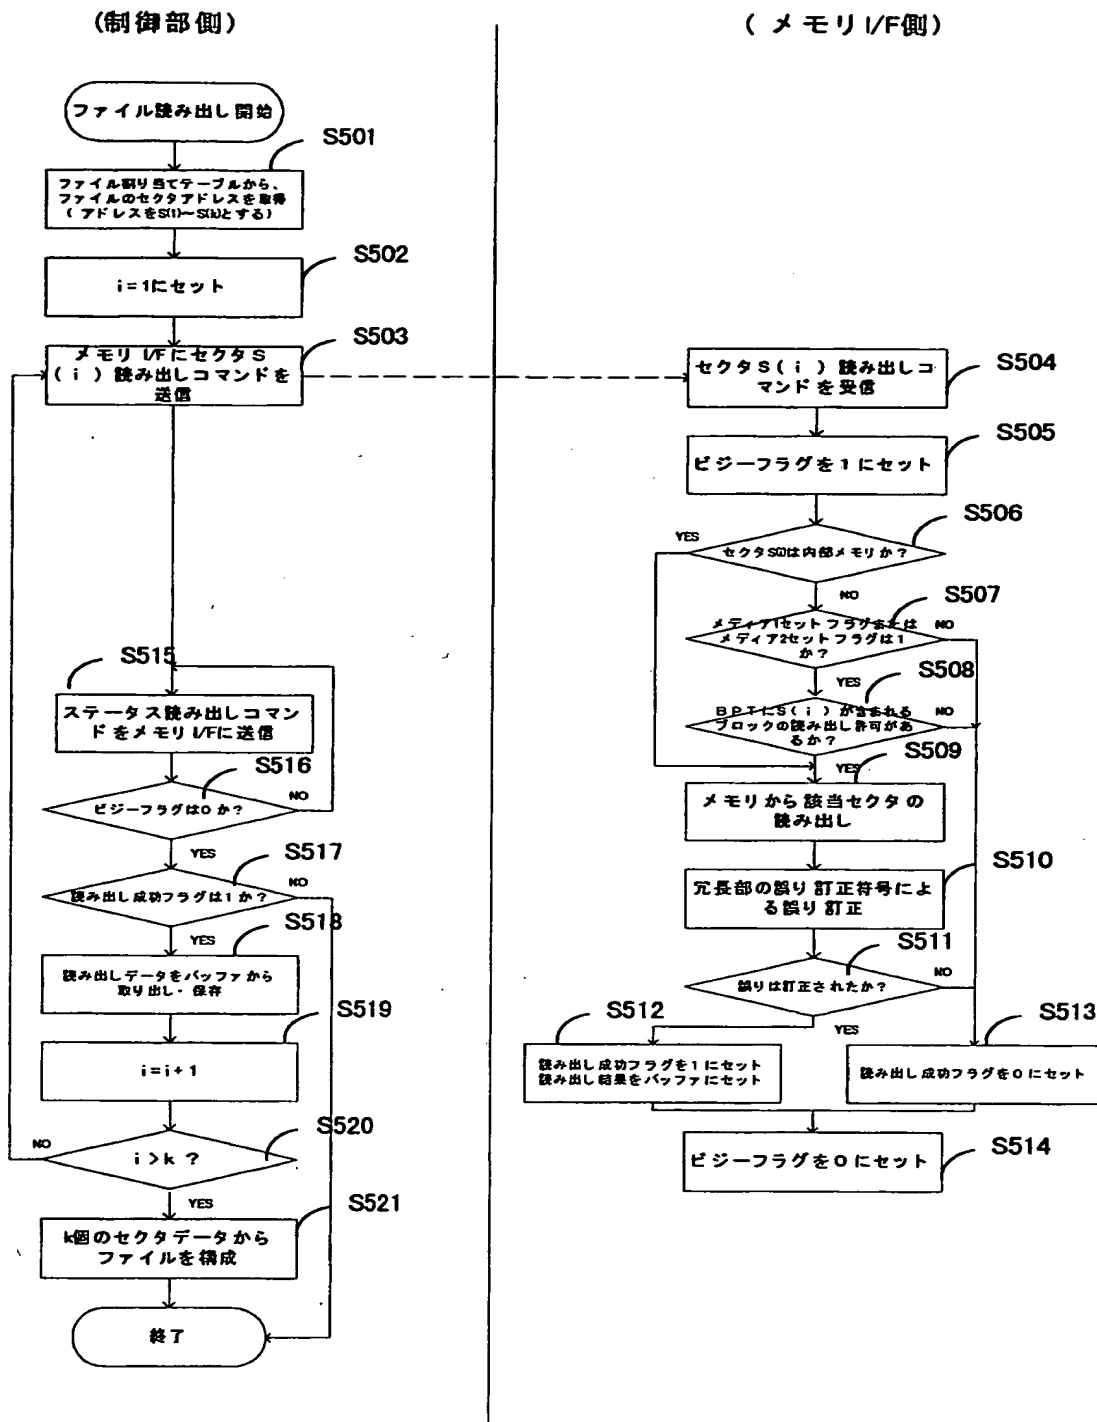 (制御部側)
ファイル読み出し開始
S501
ファイル割り当てテーブルから、
ファイルのセクタアドレスを取得
( アドレスをS(1)～S(k)とする)
S502
i=1にセット
S503
メモリ I/FにセクタS
(i) 読み出しコマンドを
送信
S515
ステータス読み出しコマン
ドをメモリ I/Fに送信
S516
ビジーフラグは0か?
NO
YES
S517
読み出し成功フラグは1か?
NO
YES
S518
読み出しデータをバッファから
取り出し・保存
S519
i=i+1
S520
i>k ?
NO
YES
S521
k個のセクタデータから
ファイルを構成
終了
( メモリ I/F側)
S504
セクタS(i) 読み出しコ
マンドを受信
S505
ビジーフラグを1にセット
S506
セクタS(i)は内部メモリか?
YES
NO
S507
メディア1セットフラグまたは
メディア2セットフラグは1
か?
NO
YES
S508
BPTにS(i)が含まれる
ブロックの読み出し許可があ
るか?
NO
YES
S509
メモリから該当セクタの
読み出し
S510
冗長部の誤り訂正符号によ
る誤り訂正
S511
誤りは訂正されたか?
NO
YES
S512
読み出し成功フラグを1にセット
読み出し結果をバッファにセット
S513
読み出し成功フラグを0にセット
S514
ビジーフラグを0にセット